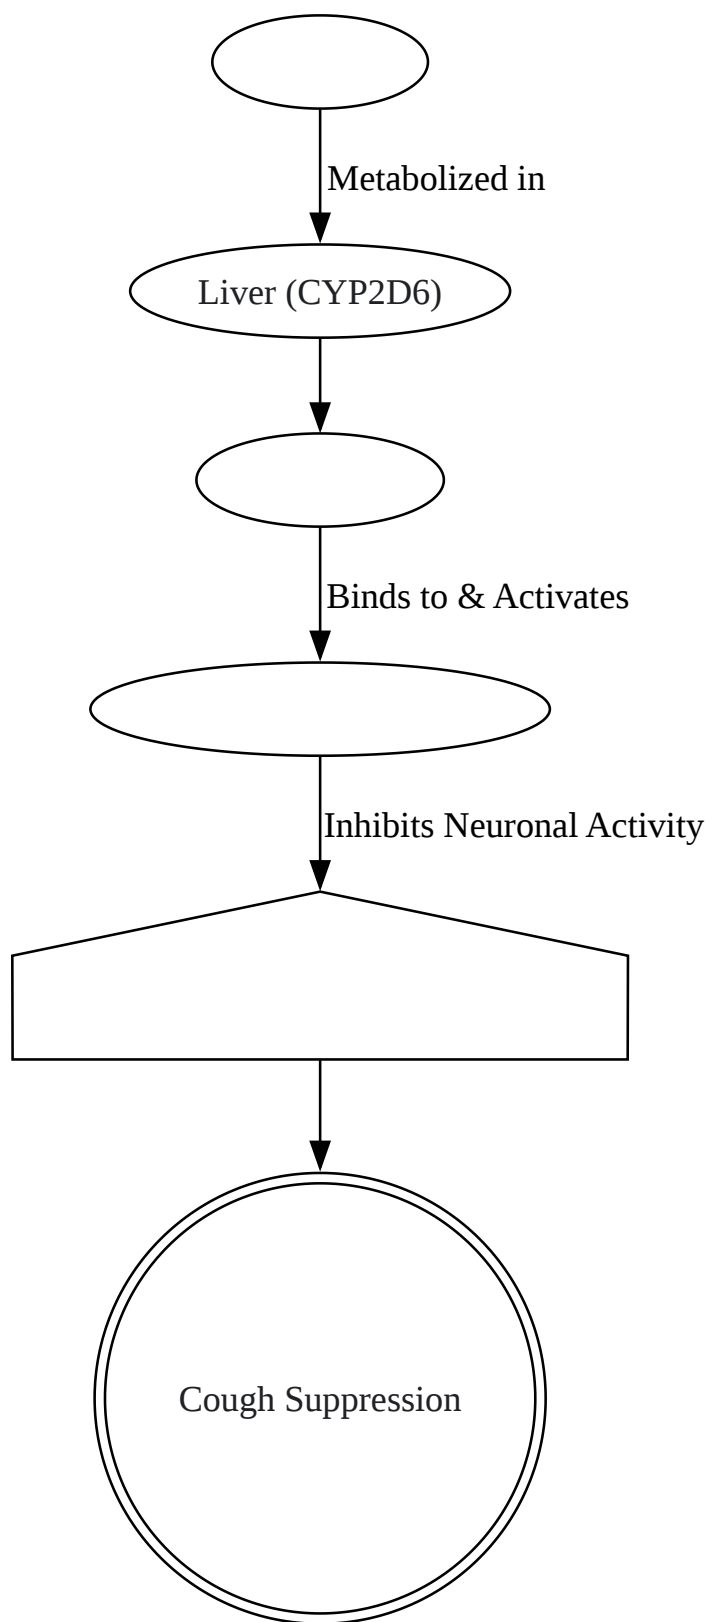 Metabolized in
Liver (CYP2D6)
Binds to & Activates
Inhibits Neuronal Activity
Cough Suppression